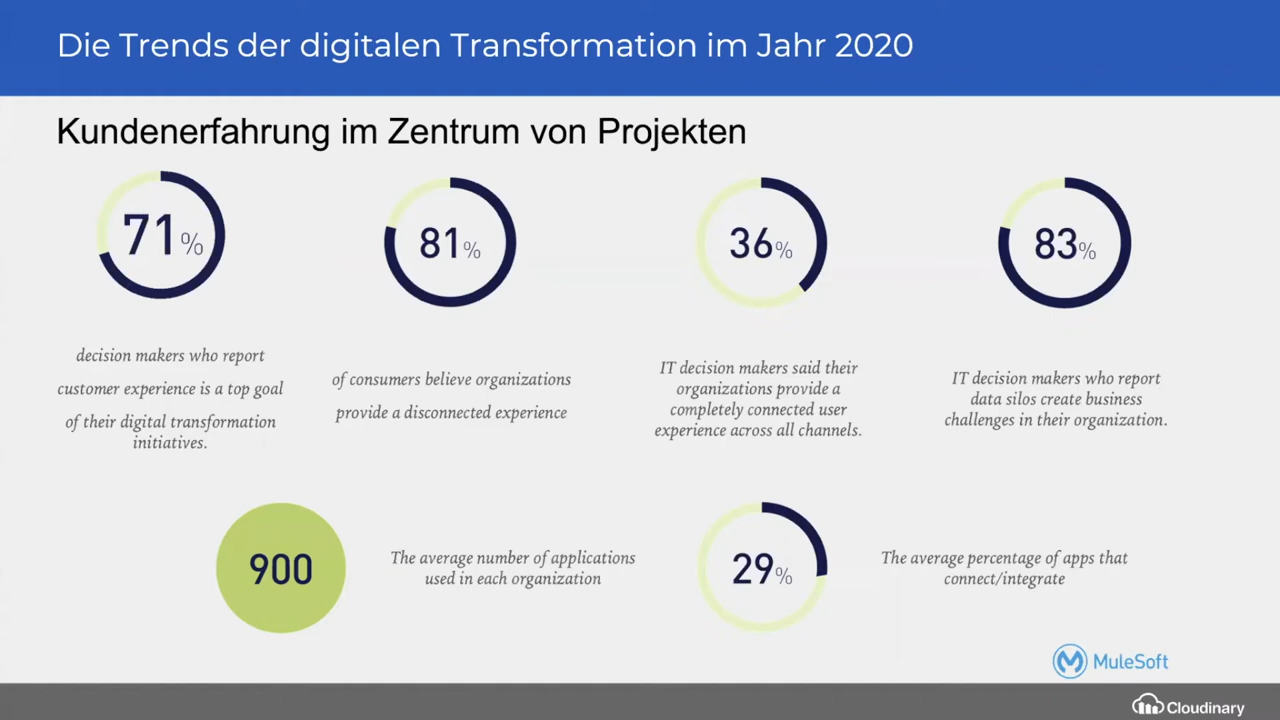 Die Trends der digitalen Transformation im Jahr 2020
Kundenerfahrung im Zentrum von Projekten
71%
decision makers who report
customer experience is a top goal
of their digital transformation
initiatives.
81%
of consumers believe organizations
provide a disconnected experience
36%
IT decision makers said their
organizations provide a
completely connected user
experience across all channels.
83%
IT decision makers who report
data silos create business
challenges in their organization.
900
The average number of applications
used in each organization
29%
The average percentage of apps that
connect/integrate
MuleSoft
Cloudinary